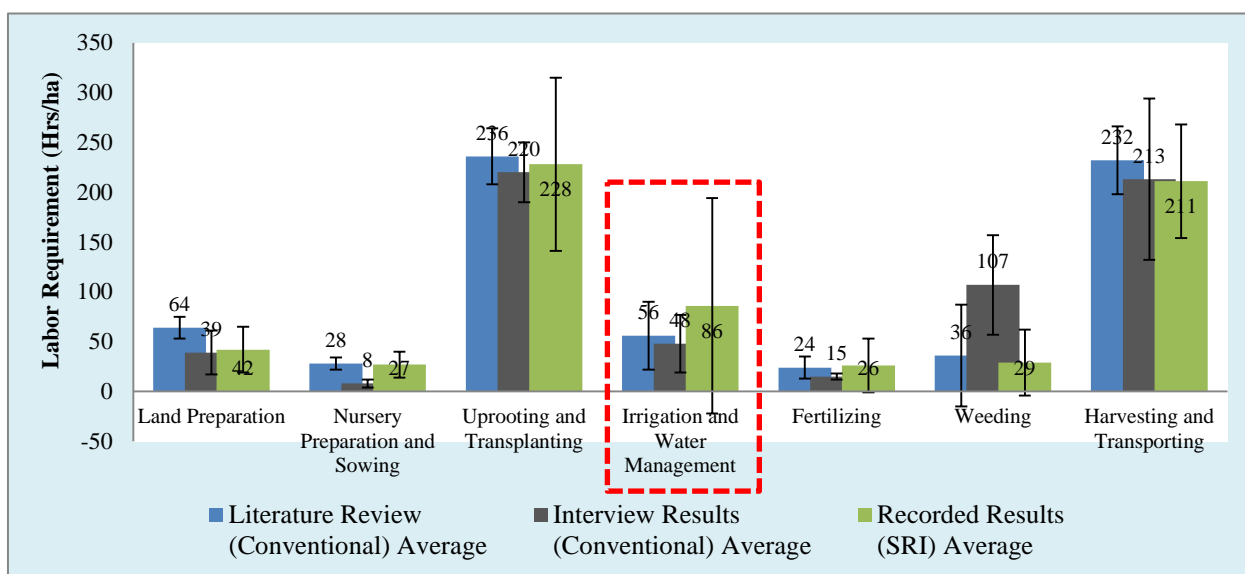 350
300
250
200
150
100
50
0
-50
Labor Requirement (Hrs/ha)
64
39
42
28
8
27
236
220
228
56
48
86
24
15
26
36
107
29
232
213
211
Land Preparation
Nursery
Preparation and
Sowing
Uprooting and
Transplanting
Irrigation and
Water
Management
Fertilizing
Weeding
Harvesting and
Transporting
Literature Review
(Conventional) Average
Interview Results
(Conventional) Average
Recorded Results
(SRI) Average